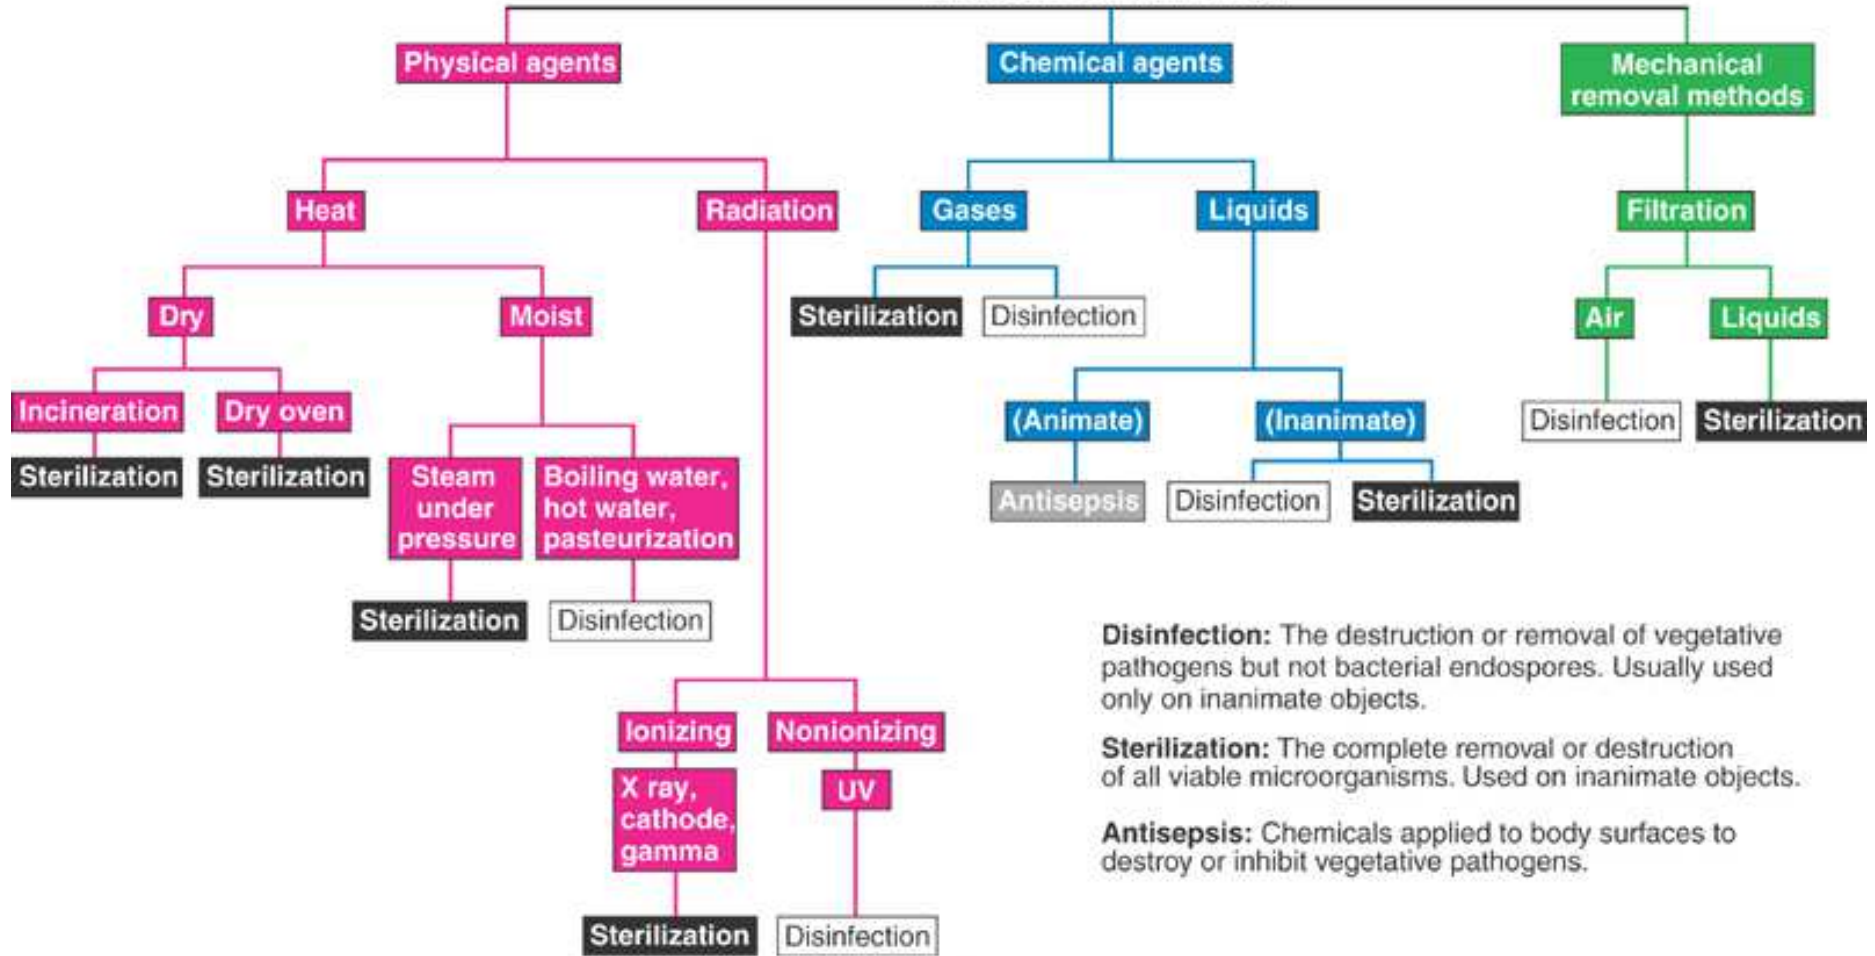 Physical agents
Chemical agents
Mechanical
removal methods
Heat
Radiation
Gases
Liquids
Filtration
Dry
Moist
Sterilization
Disinfection
Air
Liquids
Incineration
Dry oven
(Animate)
(Inanimate)
Disinfection
Sterilization
Sterilization
Sterilization
Steam
under
pressure
Boiling water,
hot water,
pasteurization
Antisepsis
Disinfection
Sterilization
Sterilization
Disinfection
Ionizing
Nonionizing
X ray,
cathode,
gamma
UV
Sterilization
Disinfection
Disinfection: The destruction or removal of vegetative
pathogens but not bacterial endospores. Usually used
only on inanimate objects.
Sterilization: The complete removal or destruction
of all viable microorganisms. Used on inanimate objects.
Antisepsis: Chemicals applied to body surfaces to
destroy or inhibit vegetative pathogens.